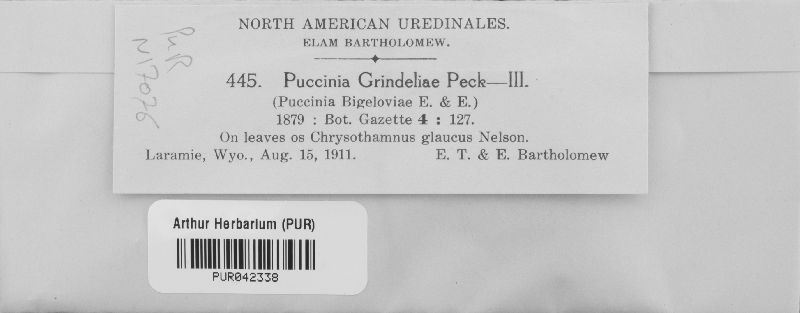 NORTH AMERICAN UREDINALES.
ELAM BARTHOLOMEW.
445. Puccinia Grindeliae Peck—III.
(Puccinia Bigeloviae E. & E.)
1879 : Bot. Gazette 4 : 127.
On leaves os Chrysothamnus glaucus Nelson.
Laramie, Wyo., Aug. 15, 1911. E. T. & E. Bartholomew
PuR
N17076
Arthur Herbarium (PUR)
PUR042338